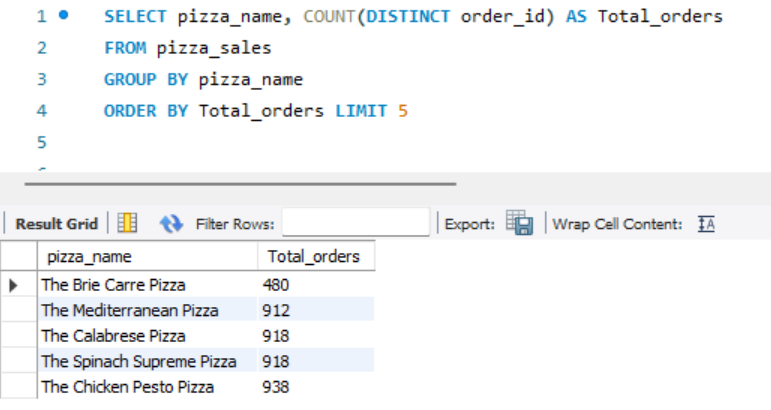 1 SELECT pizza_name, COUNT(DISTINCT order_id) AS Total_orders
2 FROM pizza_sales
3 GROUP BY pizza_name
4 ORDER BY Total_orders LIMIT 5
5
Result Grid Filter Rows: Export: Wrap Cell Content: IA
pizza_name Total_orders
The Brie Carre Pizza 480
The Mediterranean Pizza 912
The Calabrese Pizza 918
The Spinach Supreme Pizza 918
The Chicken Pesto Pizza 938